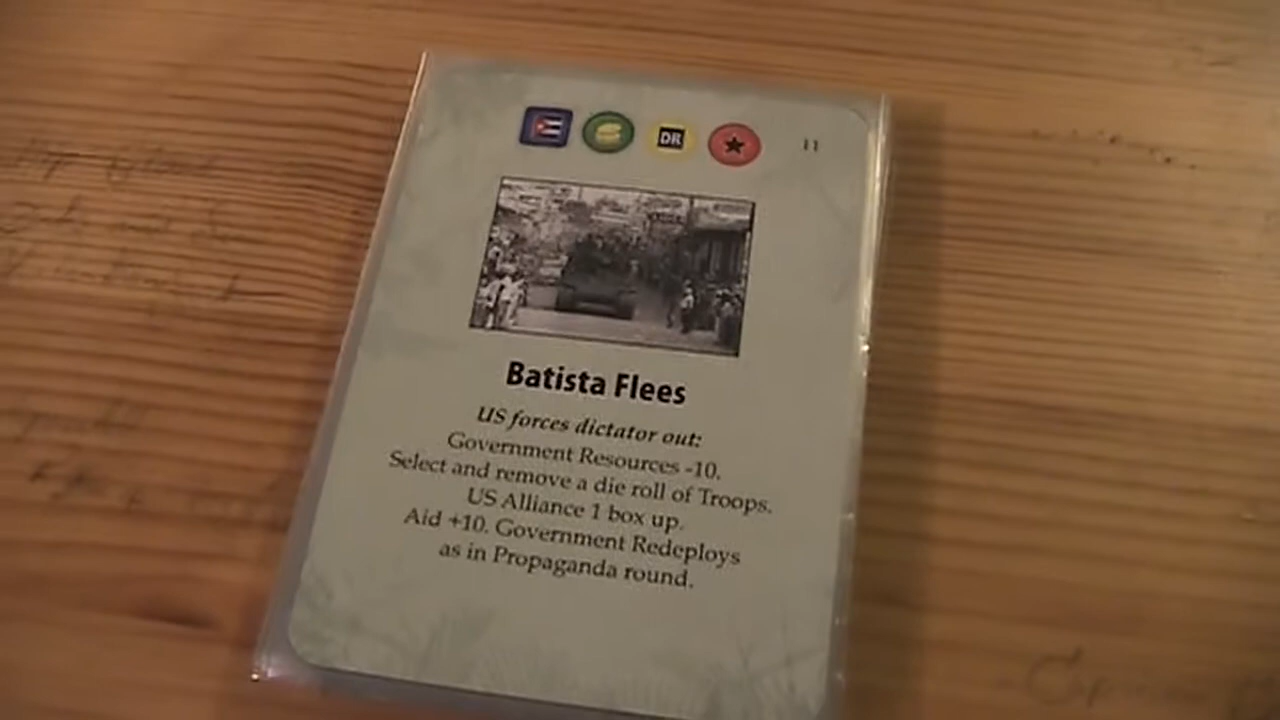 DR
11
Batista Flees
US forces dictator out:
Government Resources -10.
Select and remove a die roll of Troops.
US Alliance 1 box up.
Aid +10. Government Redeploys
as in Propaganda round.